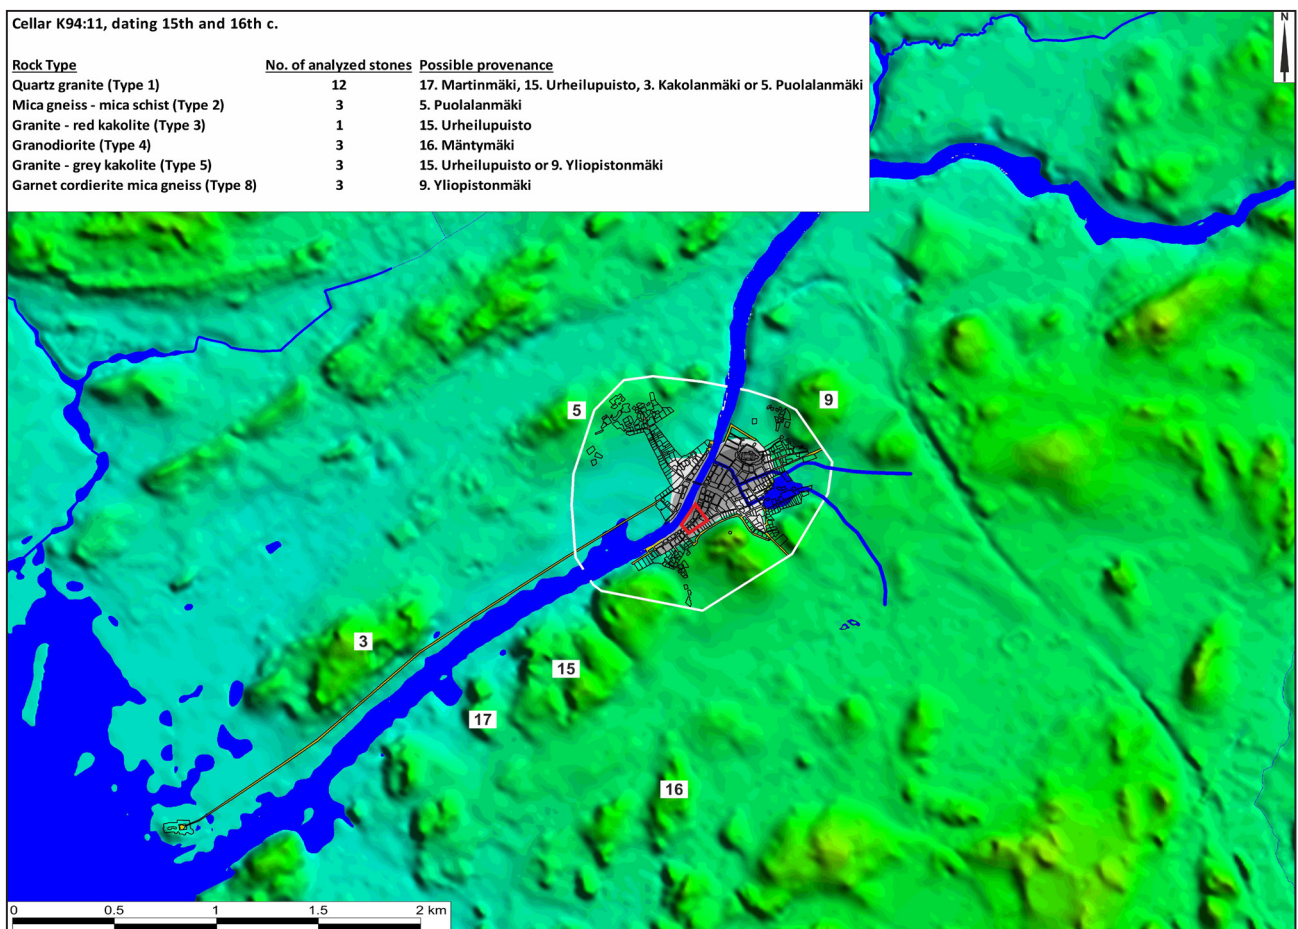 Cellar K94:11, dating 15th and 16th c.
Rock Type No. of analyzed stones Possible provenance
Quartz granite (Type 1) 12 17. Martinmäki, 15. Urheilupuisto, 3. Kakolanmäki or 5. Puolalanmäki
Mica gneiss - mica schist (Type 2) 3 5. Puolalanmäki
Granite - red kakolite (Type 3) 1 15. Urheilupuisto
Granodiorite (Type 4) 3 16. Mäntymäki
Granite - grey kakolite (Type 5) 3 15. Urheilupuisto or 9. Yliopistonmäki
Garnet cordierite mica gneiss (Type 8) 3 9. Yliopistonmäki
N
9
5
3
15
17
16
0 0.5 1 1.5 2 km